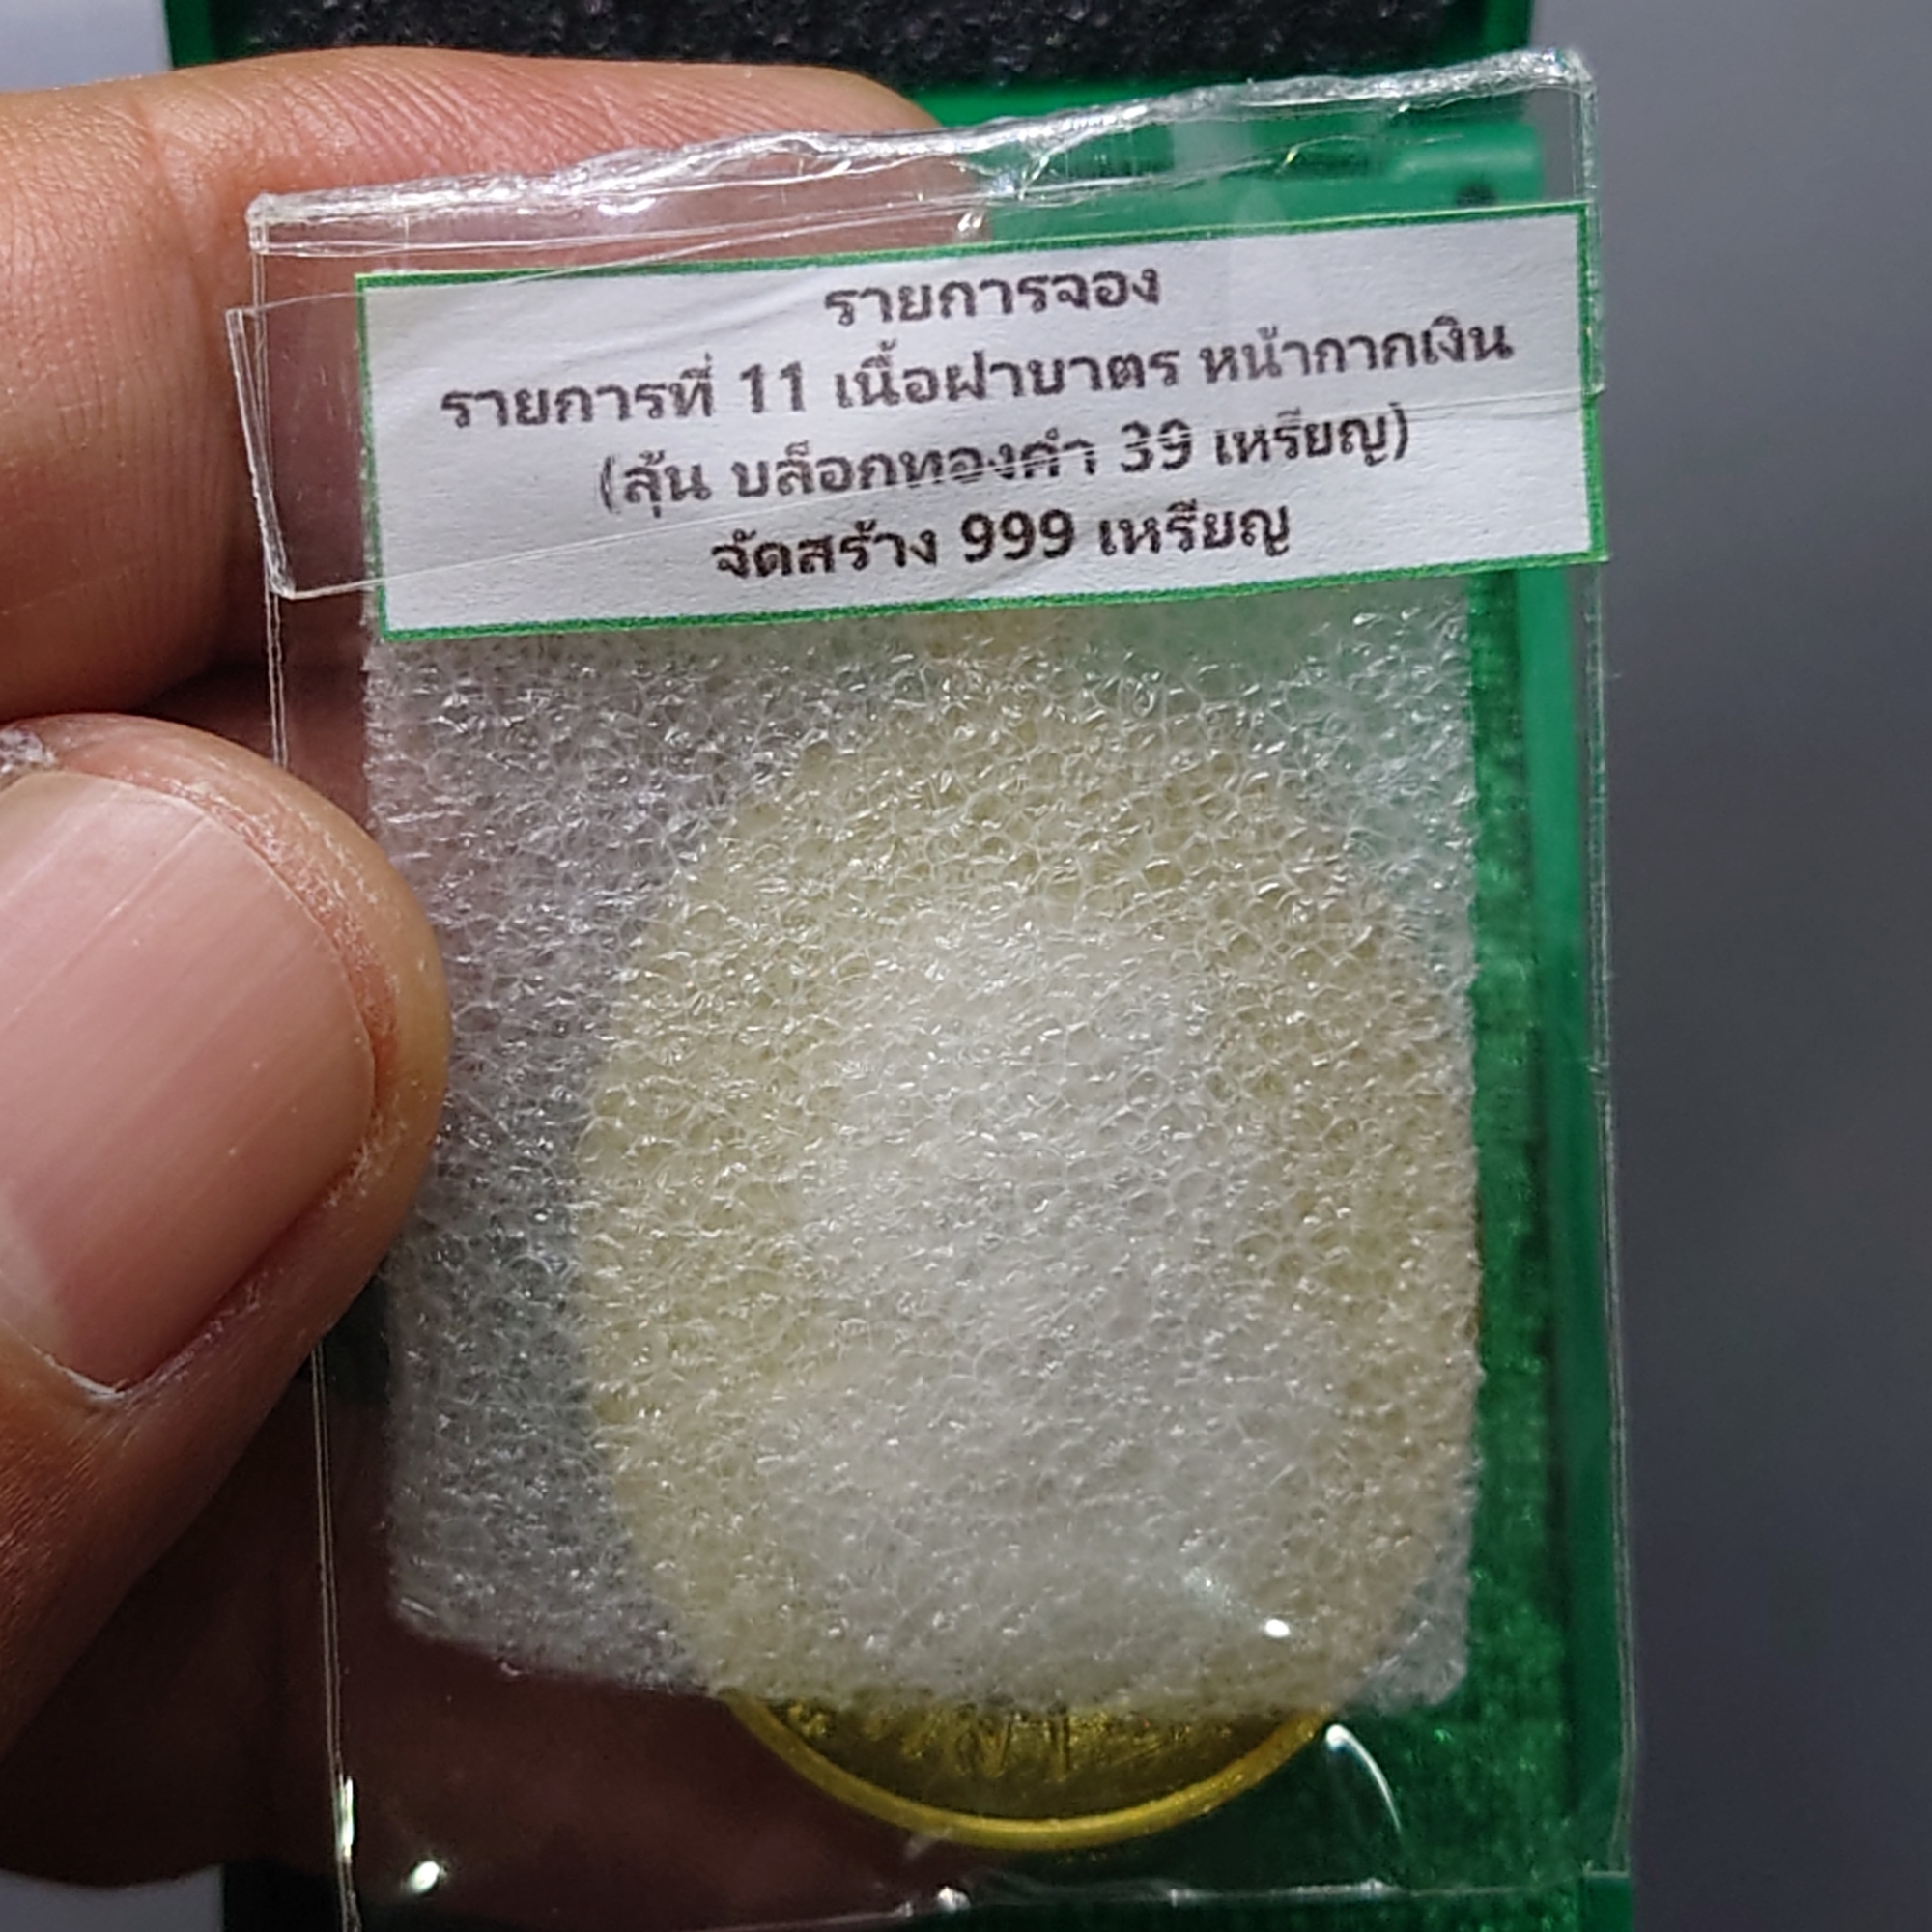 รายการจอง
รายการที่ 11 เนื้อฝาบาตร หน้ากากเงิน
(ลุ้น บล็อกทองคำ 39 เหรียญ)
จัดสร้าง 999 เหรียญ